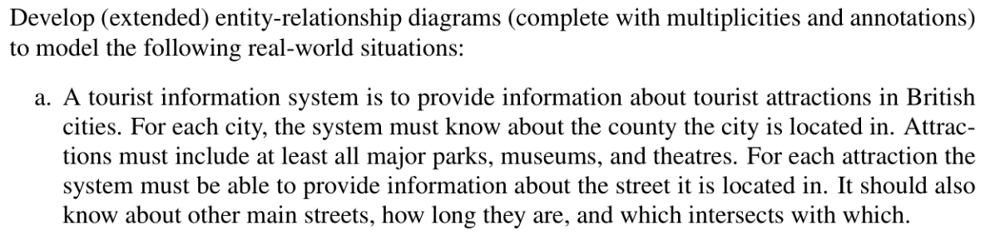 Develop (extended) entity-relationship diagrams (complete with multiplicities and annotations)
to model the following real-world situations:
a. A tourist information system is to provide information about tourist attractions in British
cities. For each city, the system must know about the county the city is located in. Attrac-
tions must include at least all major parks, museums, and theatres. For each attraction the
system must be able to provide information about the street it is located in. It should also
know about other main streets, how long they are, and which intersects with which.